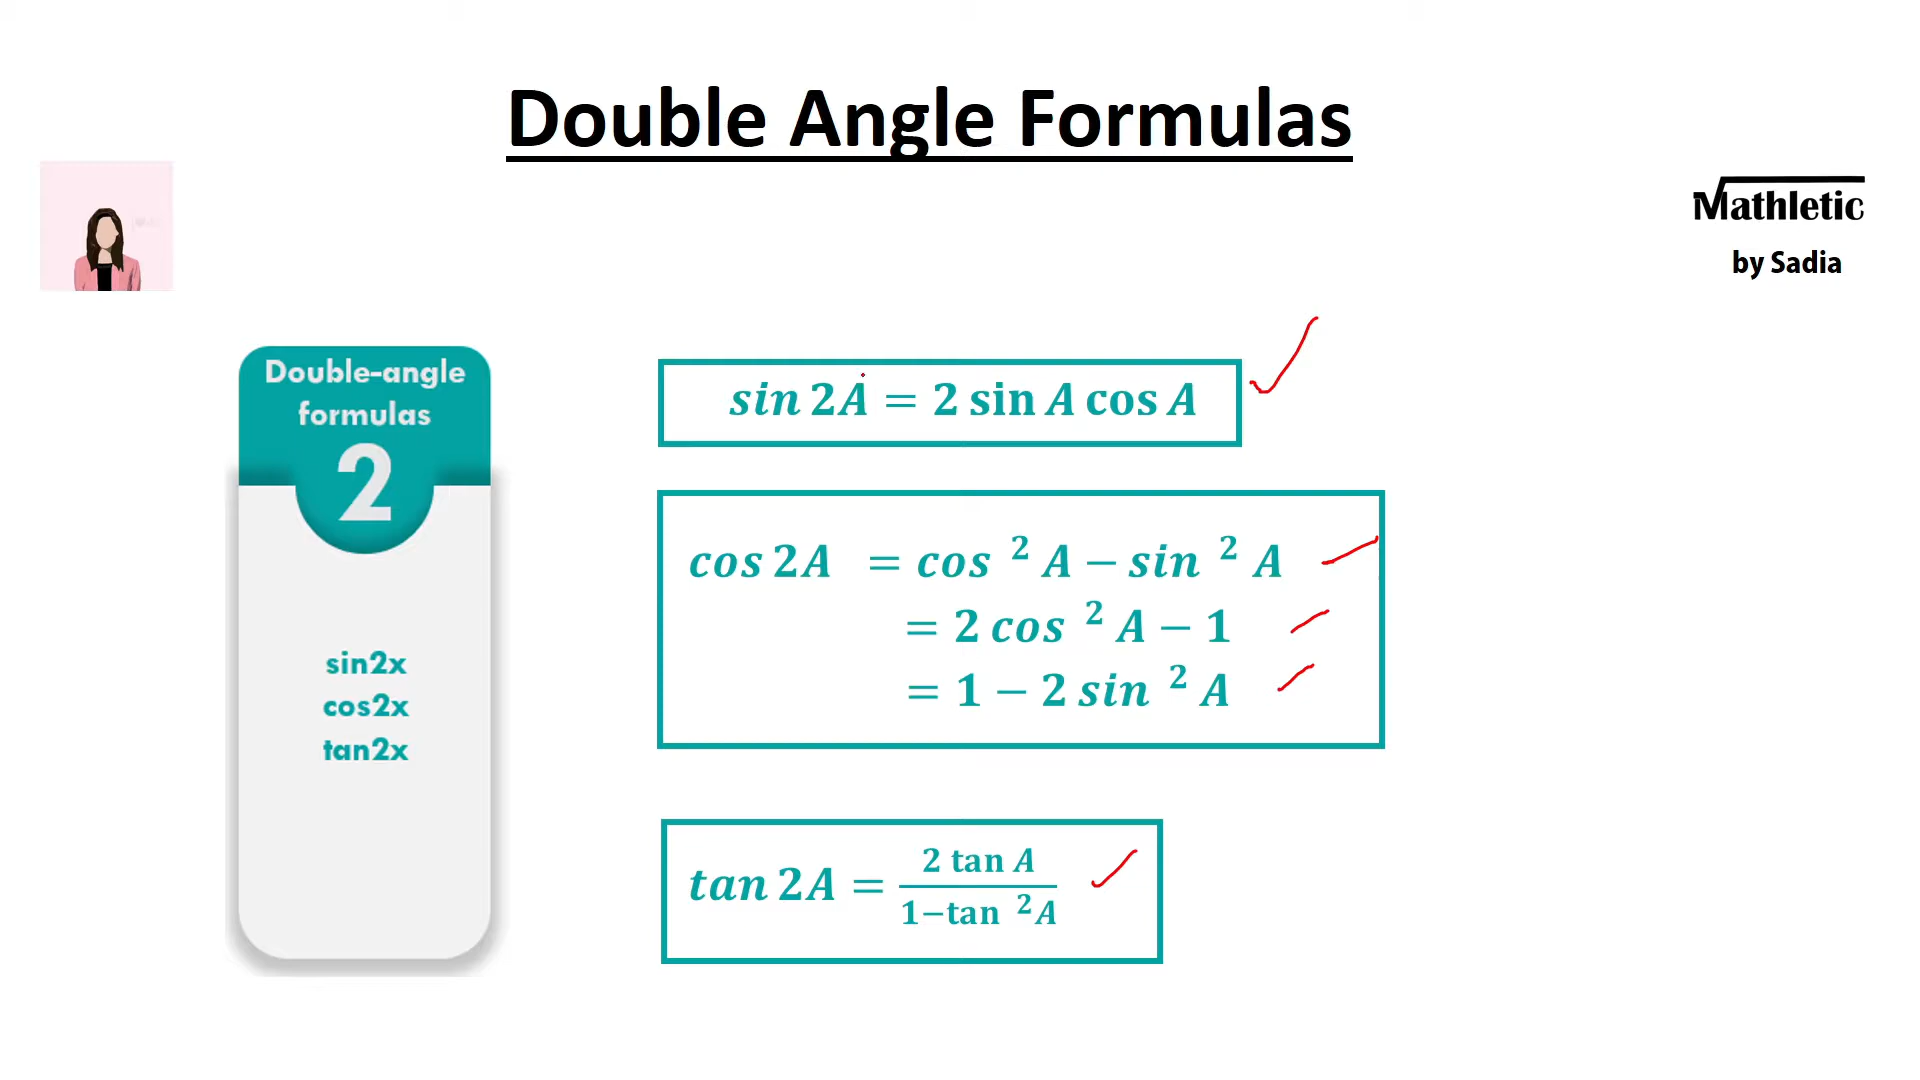 Double Angle Formulas
√Mathletic
by Sadia
Double-angle
formulas
2
sin2x
cos2x
tan2x
sin 2A = 2 sin A cos A
cos 2A = cos ² A − sin ² A
= 2 cos ² A − 1
= 1 − 2 sin ² A
tan 2A = 2 tan A / 1−tan ²A